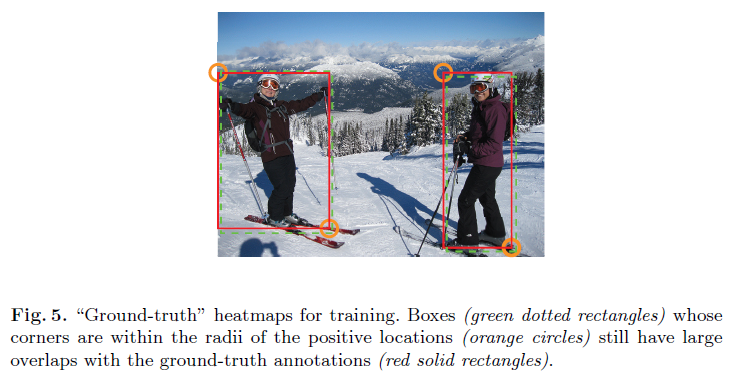 Fig. 5. “Ground-truth” heatmaps for training. Boxes (green dotted rectangles) whose
corners are within the radii of the positive locations (orange circles) still have large
overlaps with the ground-truth annotations (red solid rectangles).